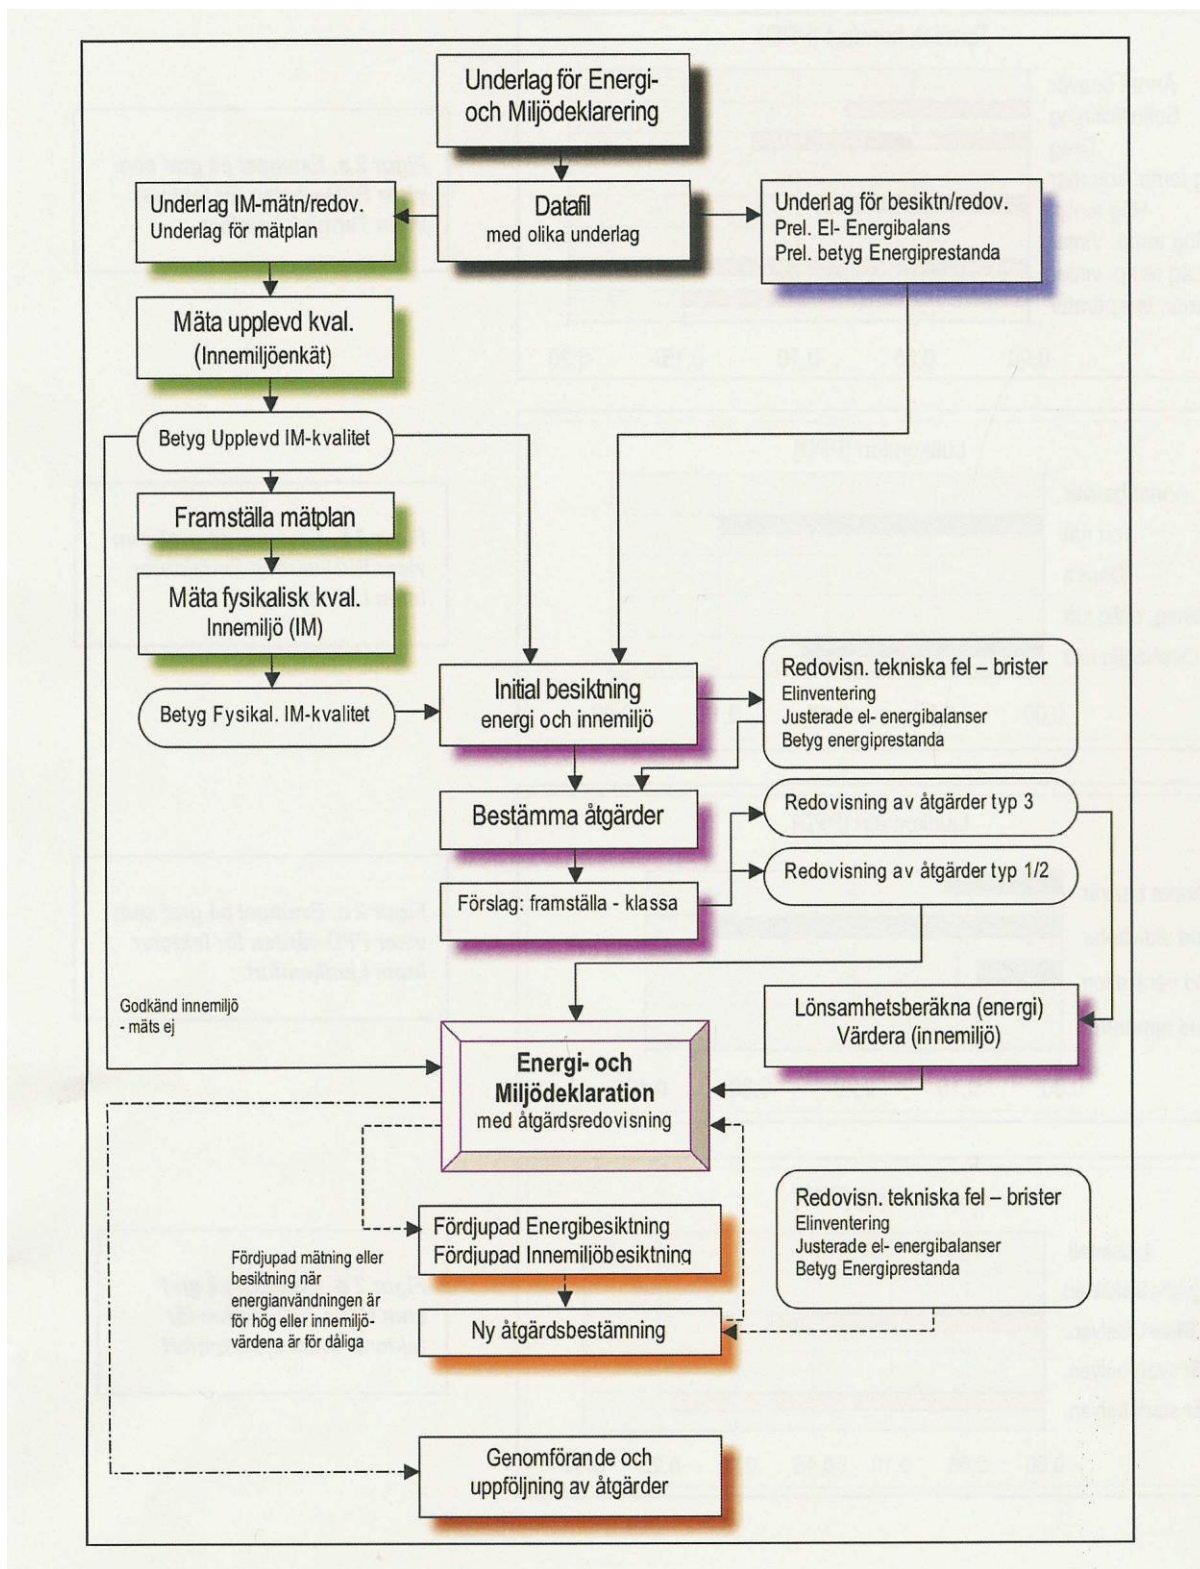 Underlag för Energi-
och Miljödeklarering
Underlag IM-mätn/redov.
Underlag för mätplan
Datafil
med olika underlag
Underlag för besiktn/redov.
Prel. El- Energibalans
Prel. betyg Energiprestanda
Mäta upplevd kval.
(Innemiljöenkät)
Betyg Upplevd IM-kvalitet
Framställa mätplan
Mäta fysikalisk kval.
Innemiljö (IM)
Betyg Fysikal. IM-kvalitet
Initial besiktning
energi och innemiljö
Redovisn. tekniska fel – brister
Elinventering
Justerade el- energibalanser
Betyg energiprestanda
Bestämma åtgärder
Redovisning av åtgärder typ 3
Redovisning av åtgärder typ 1/2
Förslag: framställa - klassa
Godkänd innemiljö
- mäts ej
Lönsamhetsberäkna (energi)
Värdera (innemiljö)
Energi- och
Miljödeklaration
med åtgärdsredovisning
Redovisn. tekniska fel – brister
Elinventering
Justerade el- energibalanser
Betyg Energiprestanda
Fördjupad Energibesiktning
Fördjupad Innemiljöbesiktning
Fördjupad mätning eller
besiktning när
energianvändningen är
för hög eller innemiljö-
värdena är för dåliga
Ny åtgärdsbestämning
Genomförande och
uppföljning av åtgärder